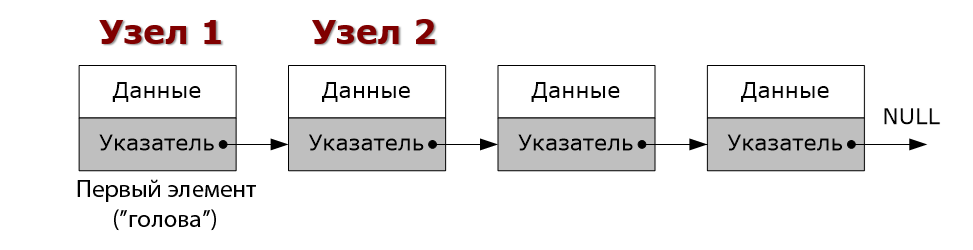 Узел 1 Узел 2
Данные Данные Данные Данные
NULL
Указатель Указатель Указатель Указатель
Первый элемент
("голова")